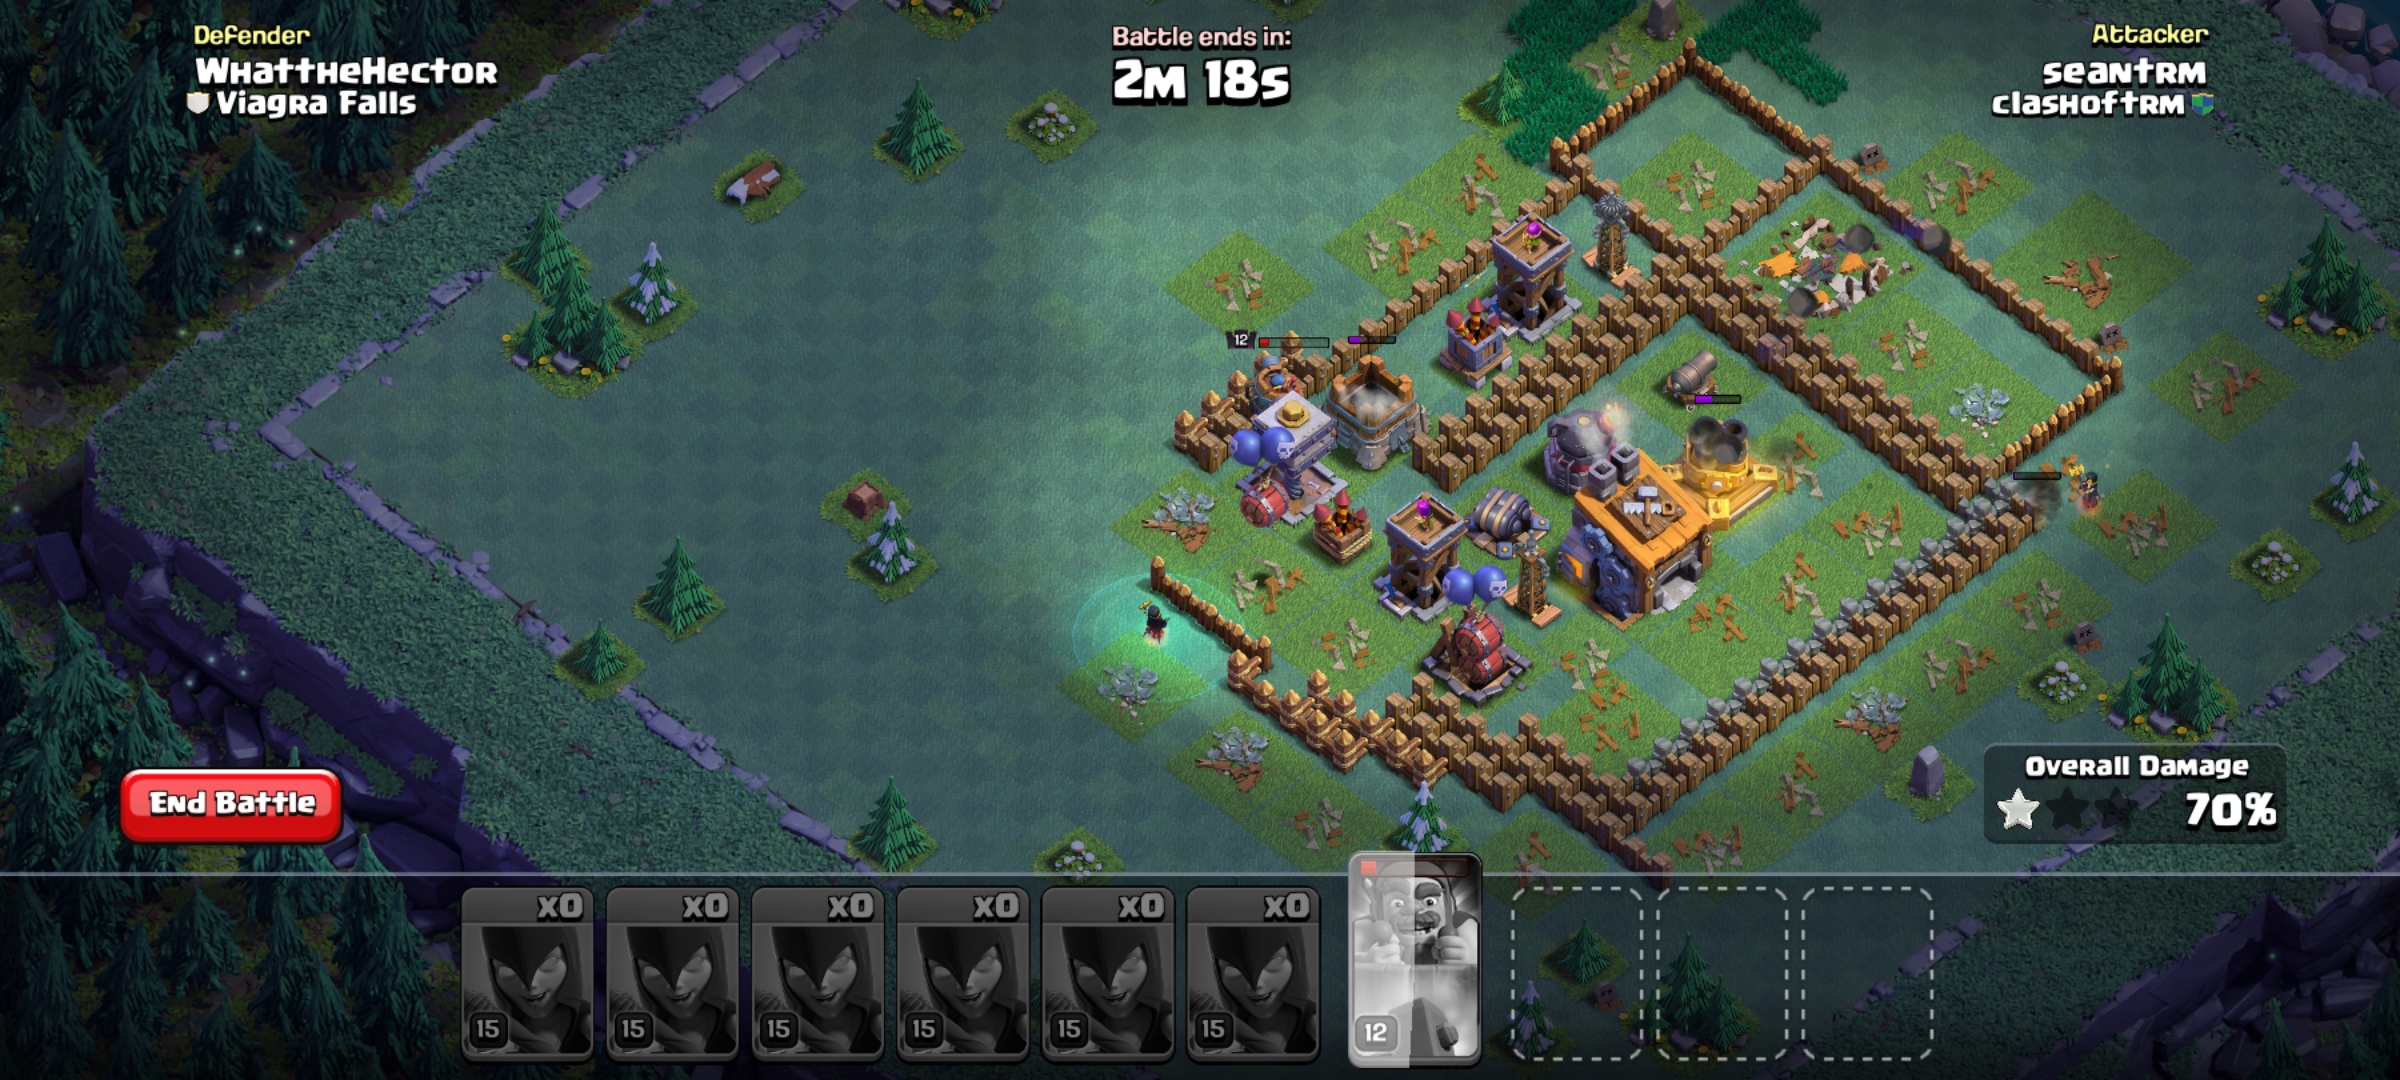 Defender
WhattheHector
Viagra Falls
Battle ends in:
2M 18s
Attacker
seantrm
clashoftrm
12
End Battle
Overall Damage
70%
x0
x0
x0
x0
x0
x0
15
15
15
15
15
15
12